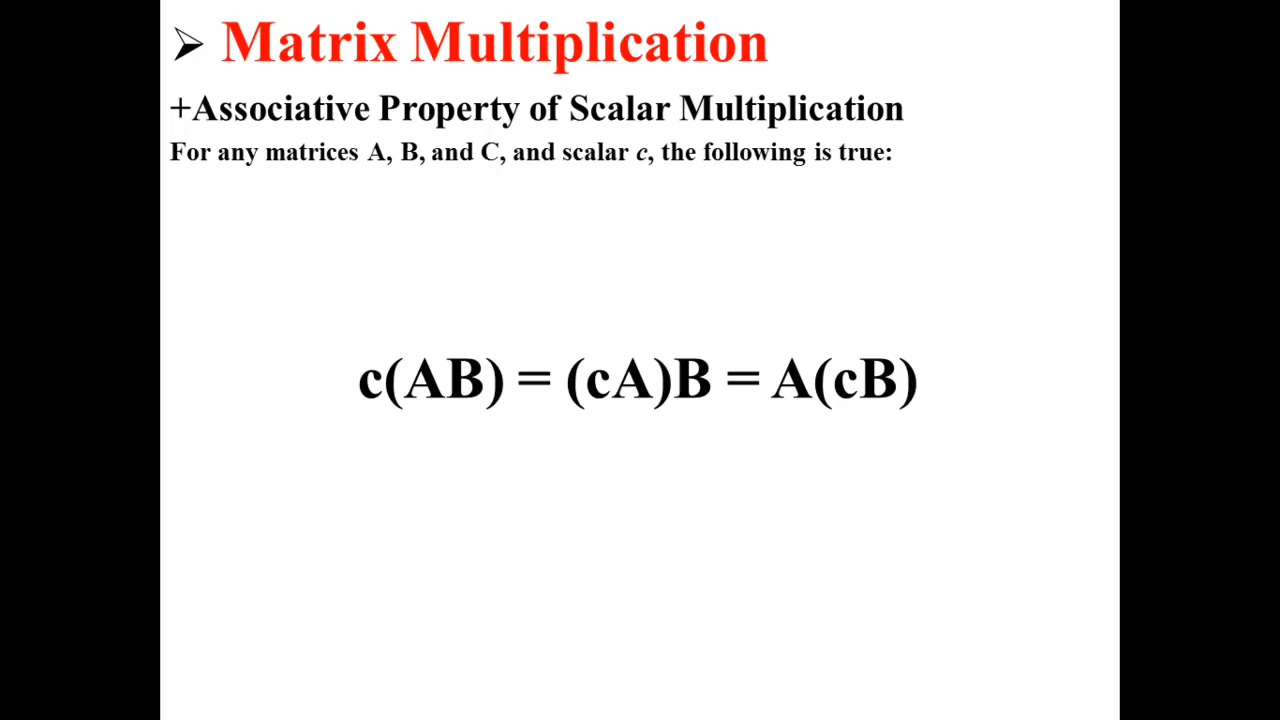 ➢ Matrix Multiplication
+Associative Property of Scalar Multiplication
For any matrices A, B, and C, and scalar c, the following is true:
c(AB) = (cA)B = A(cB)